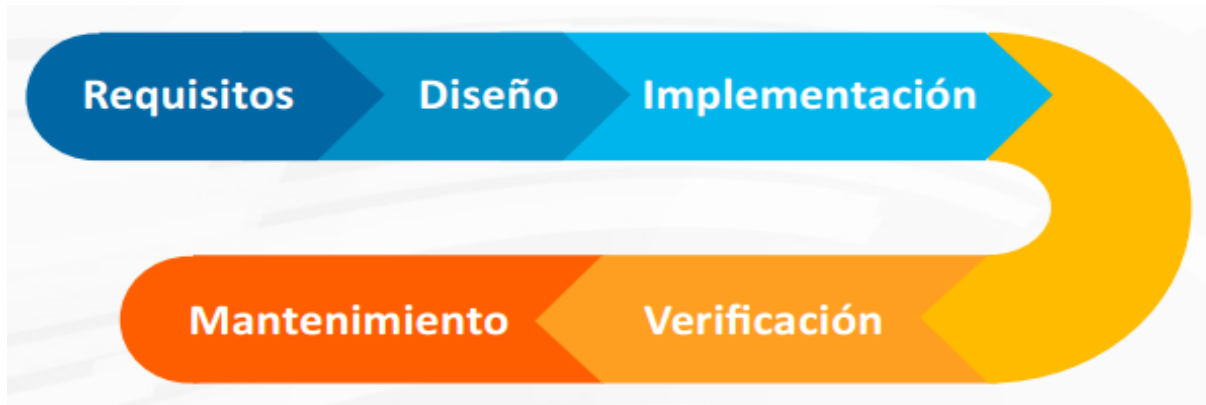 Requisitos
Diseño
Implementación
Verificación
Mantenimiento